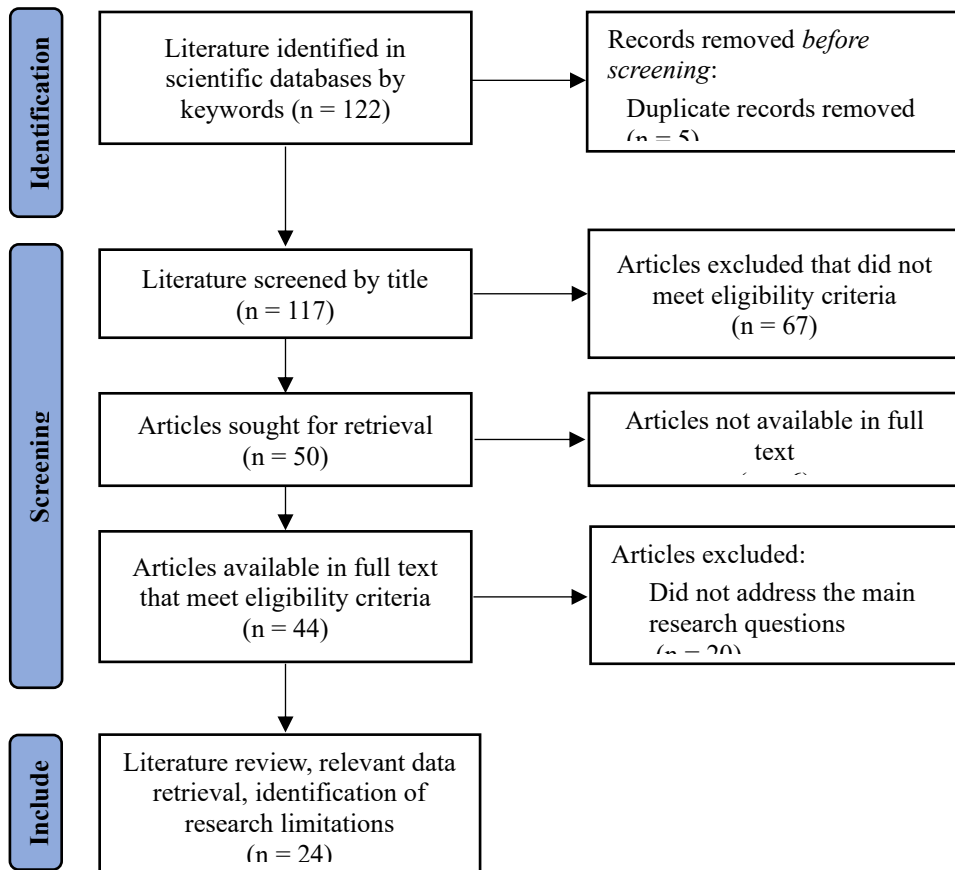 Identification
Literature identified in
scientific databases by
keywords (n = 122)
Records removed before
screening:
Duplicate records removed
(n = 5)
Screening
Literature screened by title
(n = 117)
Articles excluded that did not
meet eligibility criteria
(n = 67)
Articles sought for retrieval
(n = 50)
Articles not available in full
text
Articles available in full text
that meet eligibility criteria
(n = 44)
Articles excluded:
Did not address the main
research questions
(n = 20)
Include
Literature review, relevant data
retrieval, identification of
research limitations
(n = 24)